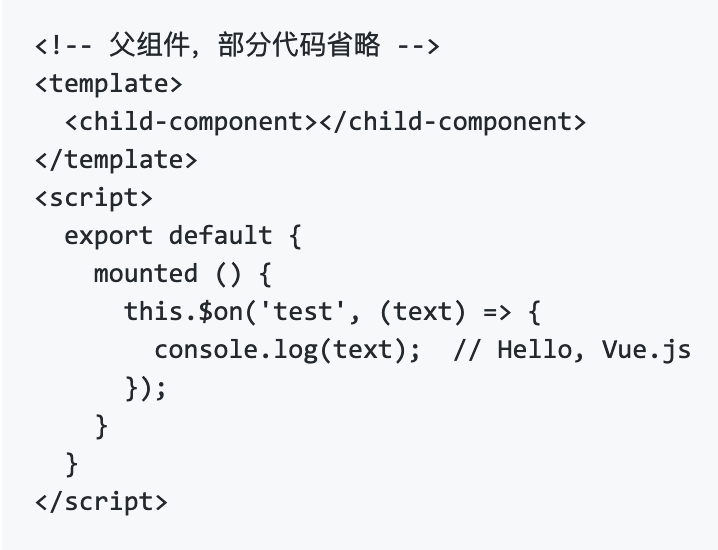 <!-- 父组件，部分代码省略 -->
<template>
  <child-component></child-component>
</template>
<script>
  export default {
    mounted () {
      this.$on('test', (text) => {
        console.log(text);  // Hello, Vue.js
      });
    }
  }
</script>